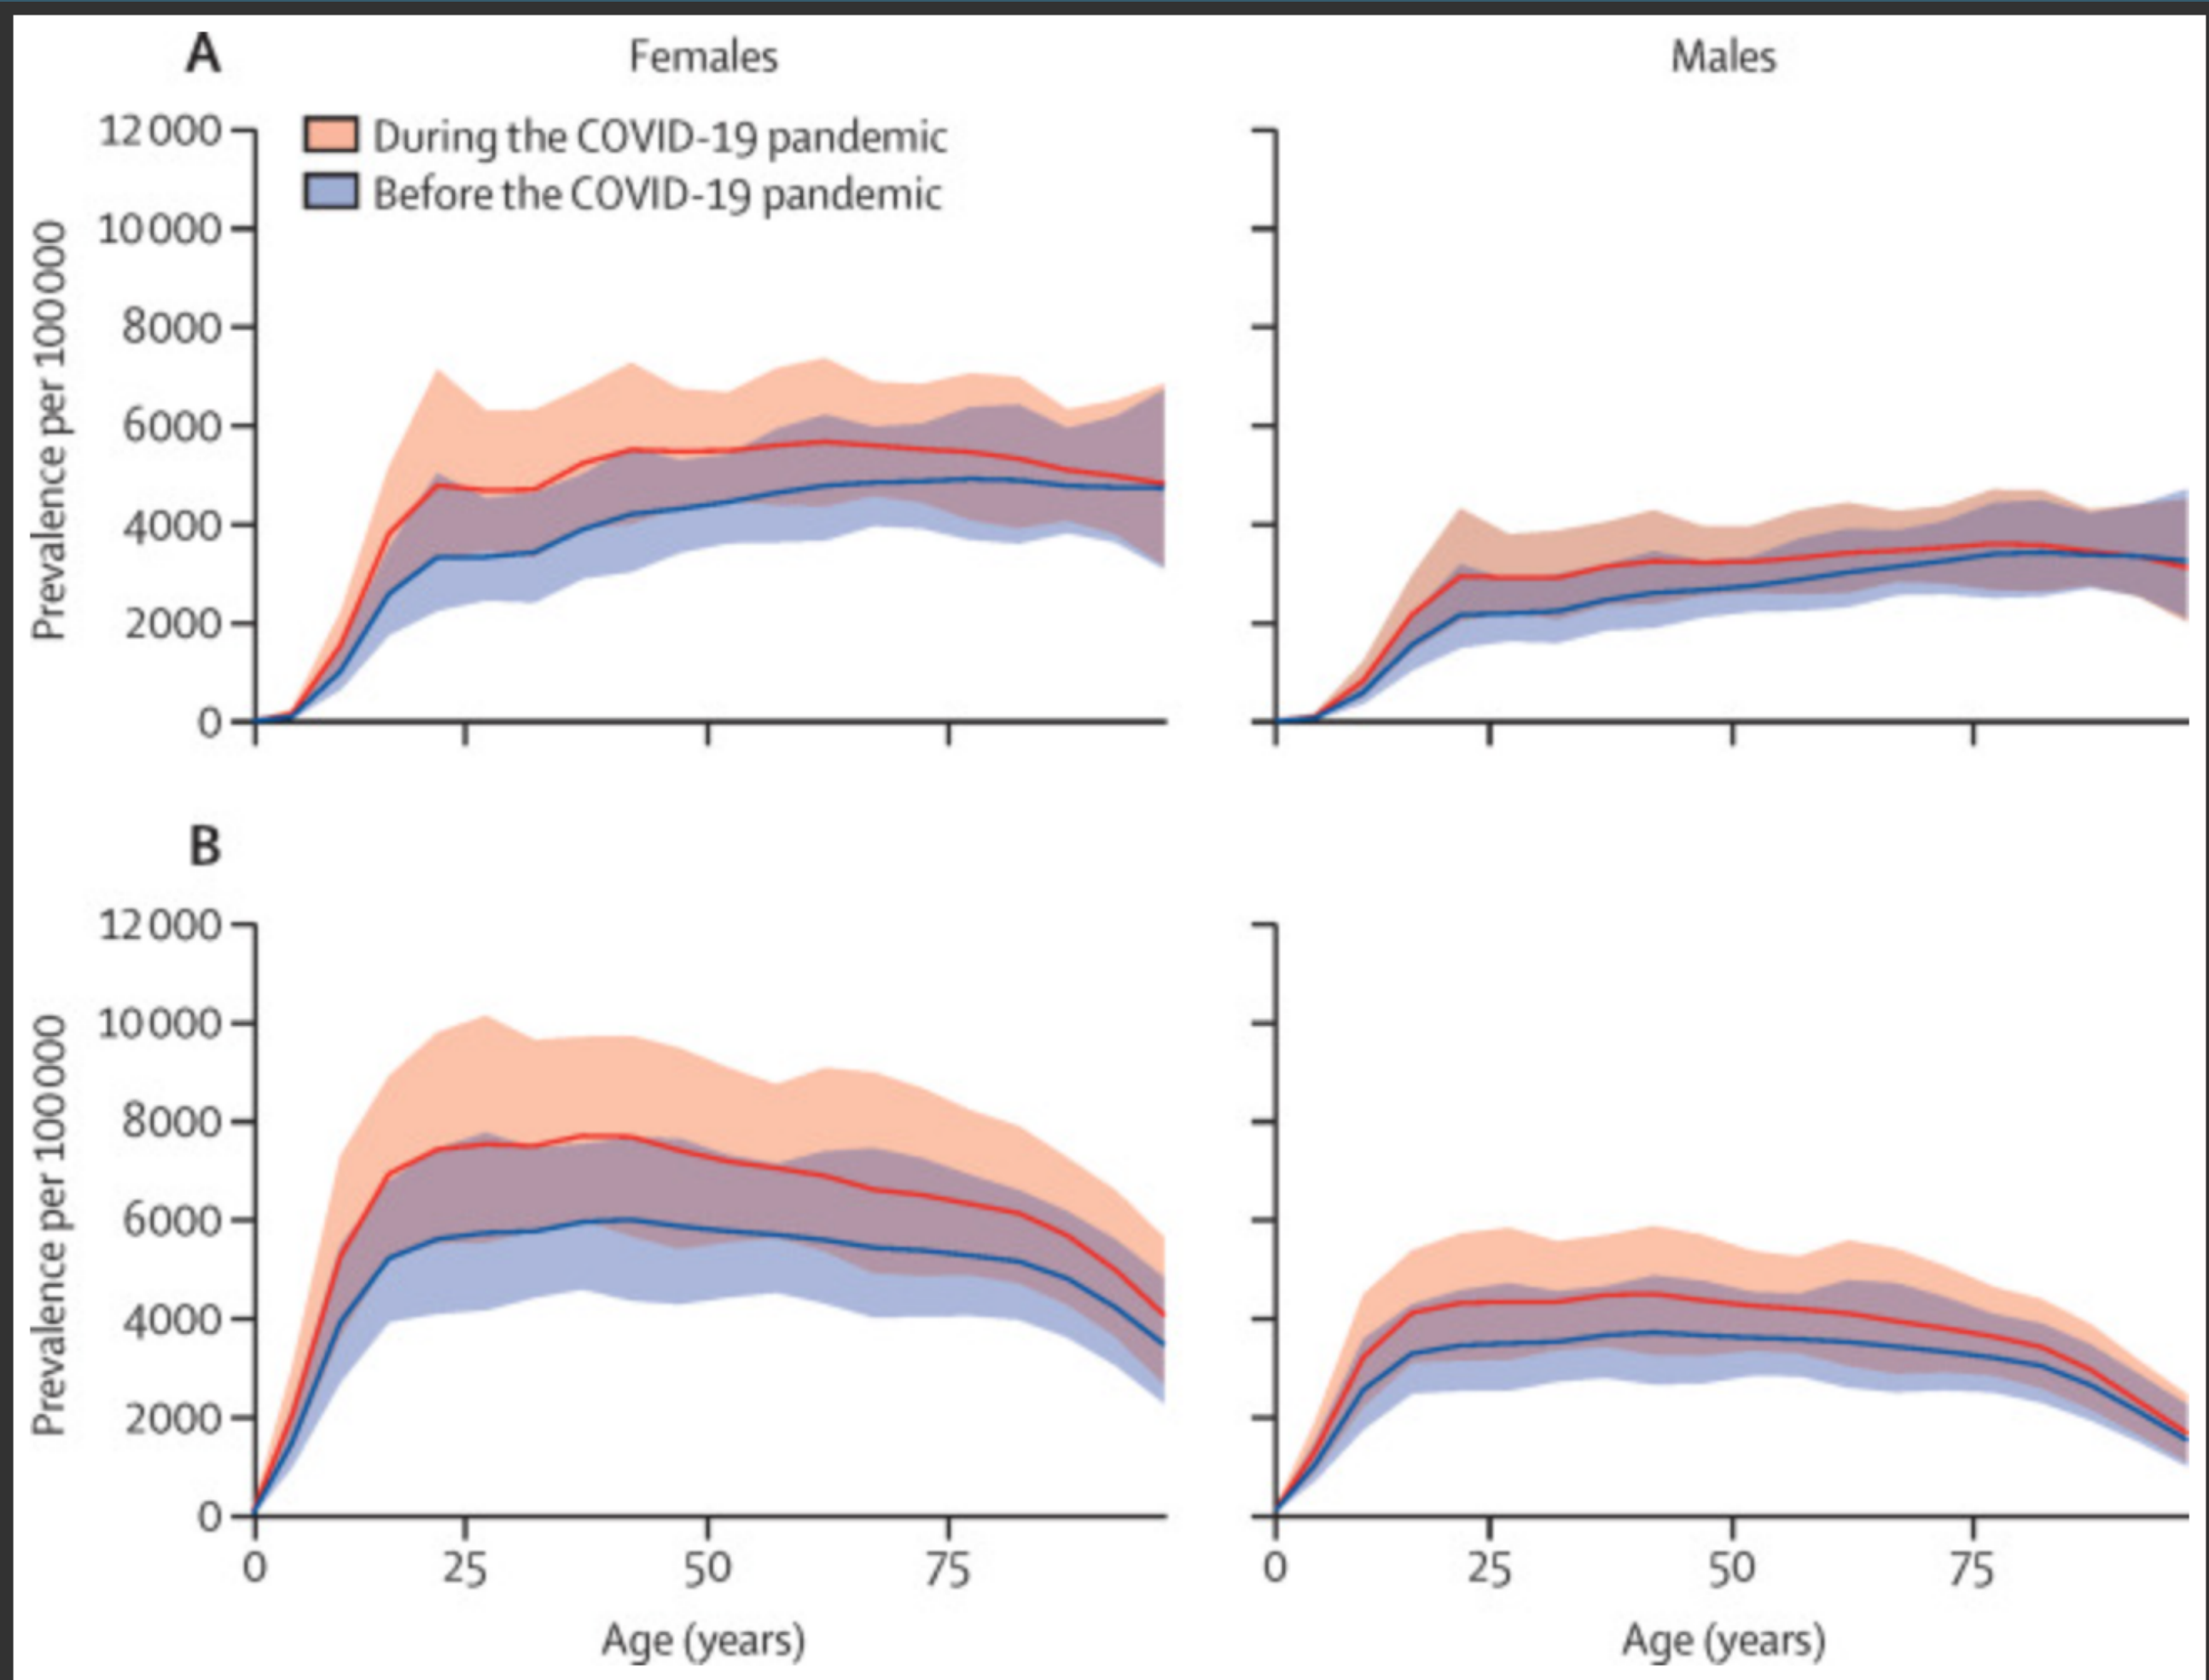 A
Females
Males
During the COVID-19 pandemic
Before the COVID-19 pandemic
12 000
10 000
8000
6000
4000
2000
0
Prevalence per 100 000
B
12 000
10 000
8000
6000
4000
2000
0
Prevalence per 100 000
0 25 50 75
0 25 50 75
Age (years)
Age (years)